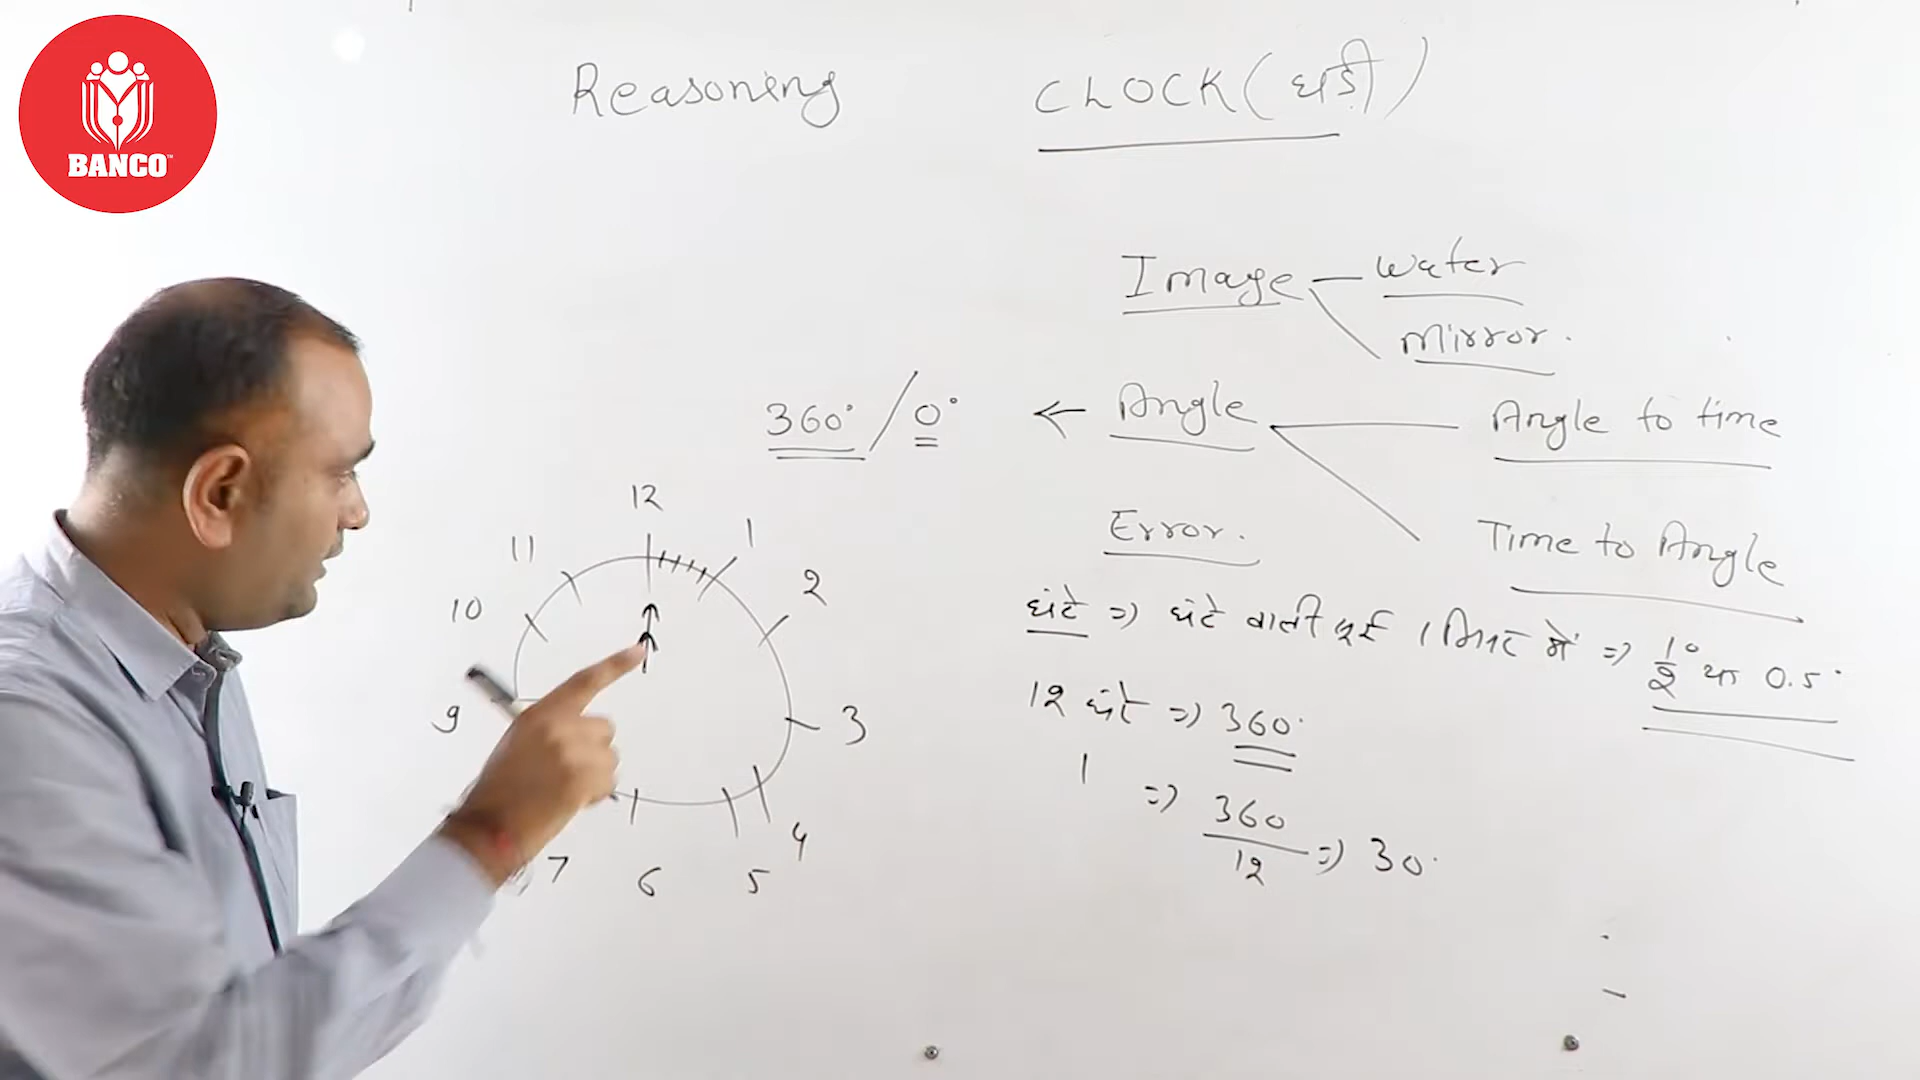 BANCO™
Reasoning
CLOCK (घडी)
Image — Water
Mirror.
360° / 0° ← Angle
Angle to time
Time to Angle
Error.
12
1
2
3
4
5
6
7
9
10
11
घंटे => घंटे वाली सूई 1 मिनट में => 1/2° या 0.5°
12 घंटे => 360°
1 => 360/12 => 30°